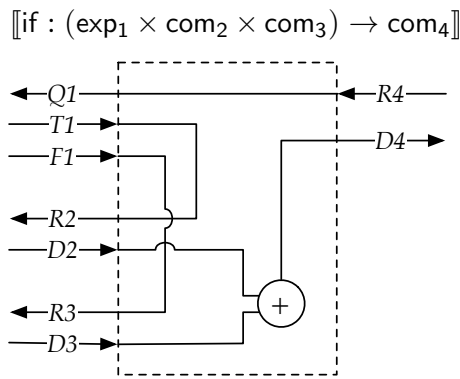 ⟦if : (exp₁ × com₂ × com₃) → com₄⟧
Q1 R4
T1 D4
F1
R2
D2
R3 +
D3